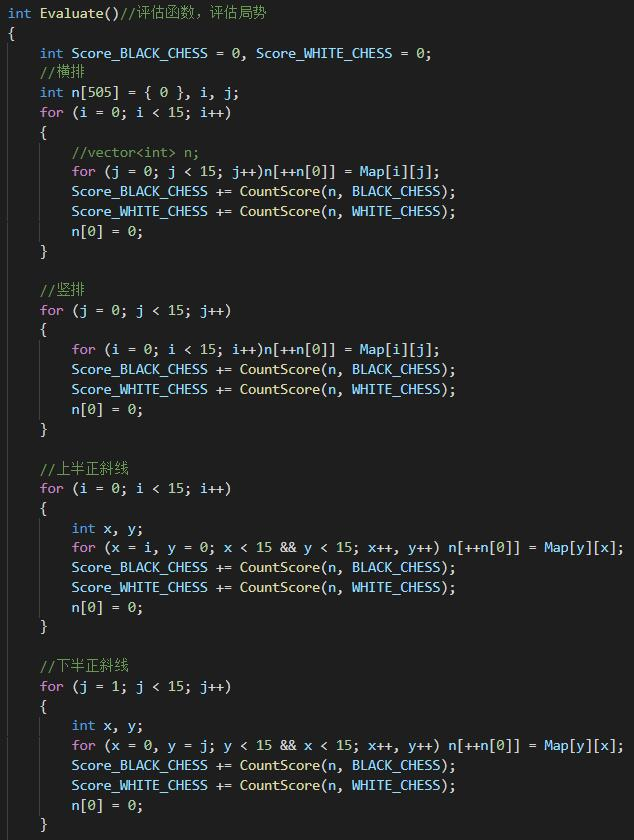 int Evaluate()//评估函数，评估局势
{
    int Score_BLACK_CHESS = 0, Score_WHITE_CHESS = 0;
    //横排
    int n[505] = { 0 }, i, j;
    for (i = 0; i < 15; i++)
    {
        //vector<int> n;
        for (j = 0; j < 15; j++)n[++n[0]] = Map[i][j];
        Score_BLACK_CHESS += CountScore(n, BLACK_CHESS);
        Score_WHITE_CHESS += CountScore(n, WHITE_CHESS);
        n[0] = 0;
    }

    //竖排
    for (j = 0; j < 15; j++)
    {
        for (i = 0; i < 15; i++)n[++n[0]] = Map[i][j];
        Score_BLACK_CHESS += CountScore(n, BLACK_CHESS);
        Score_WHITE_CHESS += CountScore(n, WHITE_CHESS);
        n[0] = 0;
    }

    //上半正斜线
    for (i = 0; i < 15; i++)
    {
        int x, y;
        for (x = i, y = 0; x < 15 && y < 15; x++, y++) n[++n[0]] = Map[y][x];
        Score_BLACK_CHESS += CountScore(n, BLACK_CHESS);
        Score_WHITE_CHESS += CountScore(n, WHITE_CHESS);
        n[0] = 0;
    }

    //下半正斜线
    for (j = 1; j < 15; j++)
    {
        int x, y;
        for (x = 0, y = j; y < 15 && x < 15; x++, y++) n[++n[0]] = Map[y][x];
        Score_BLACK_CHESS += CountScore(n, BLACK_CHESS);
        Score_WHITE_CHESS += CountScore(n, WHITE_CHESS);
        n[0] = 0;
    }